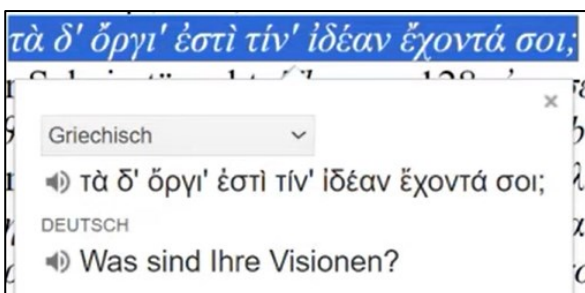 τὰ δ' ὄργι' ἐστὶ τίν' ἰδέαν ἔχοντά σοι;
Griechisch
τὰ δ' ὄργι' ἐστὶ τίν' ἰδέαν ἔχοντά σοι;
DEUTSCH
Was sind Ihre Visionen?